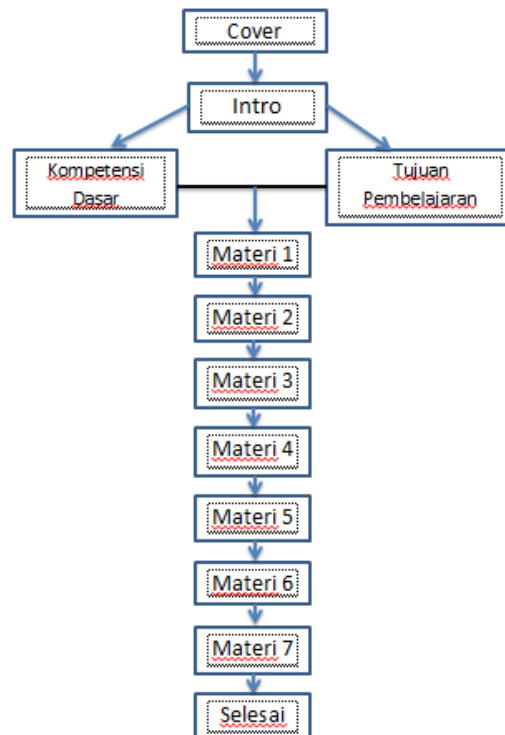 Cover
Intro
Kompetensi
Dasar
Tujuan
Pembelajaran
Materi 1
Materi 2
Materi 3
Materi 4
Materi 5
Materi 6
Materi 7
Selesai